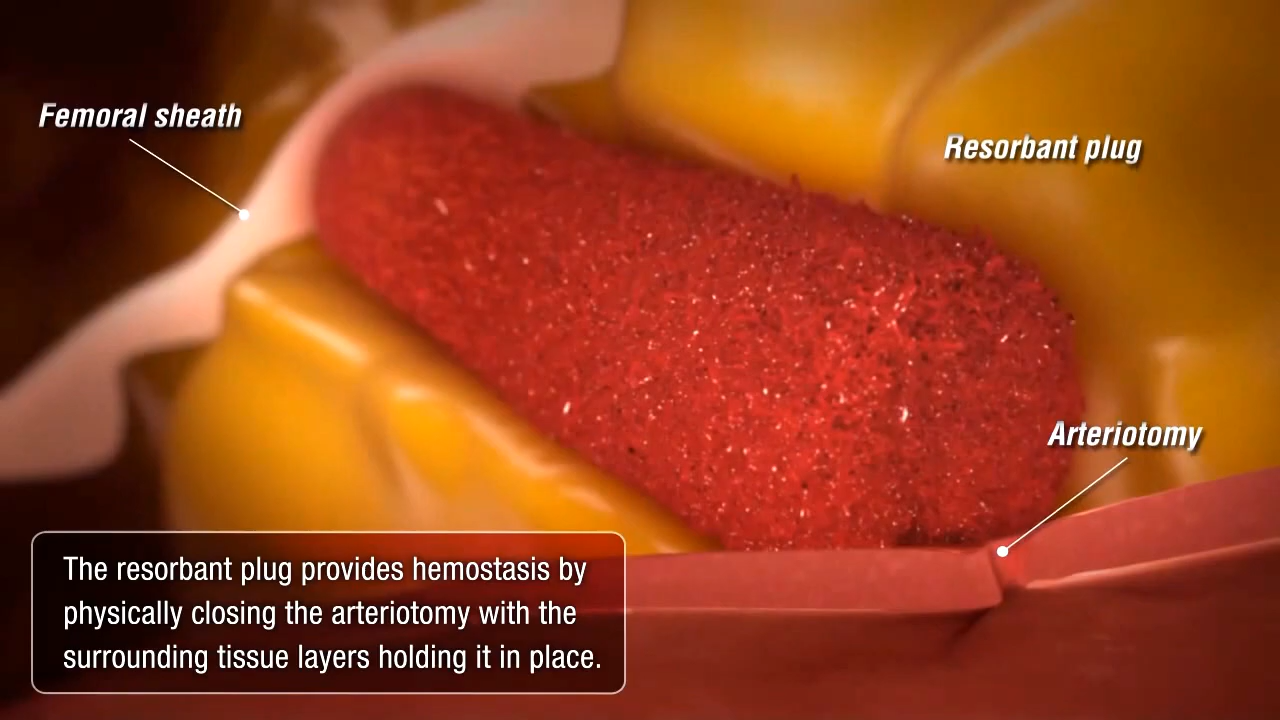 Femoral sheath
Resorbant plug
Arteriotomy
The resorbant plug provides hemostasis by
physically closing the arteriotomy with the
surrounding tissue layers holding it in place.